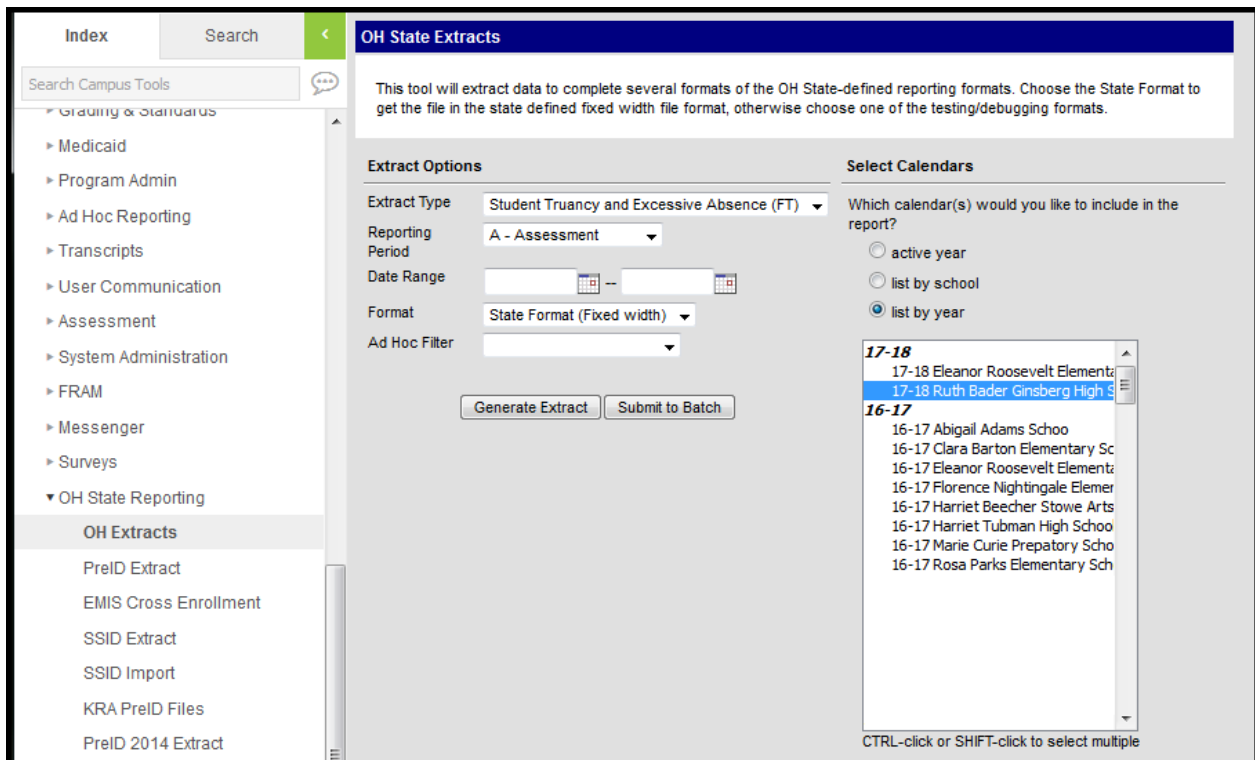 Index
Search
Search Campus Tools
Grading & Standards
Medicaid
Program Admin
Ad Hoc Reporting
Transcripts
User Communication
Assessment
System Administration
FRAM
Messenger
Surveys
OH State Reporting
OH Extracts
PreID Extract
EMIS Cross Enrollment
SSID Extract
SSID Import
KRA PreID Files
PreID 2014 Extract
OH State Extracts
This tool will extract data to complete several formats of the OH State-defined reporting formats. Choose the State Format to
get the file in the state defined fixed width file format, otherwise choose one of the testing/debugging formats.
Extract Options
Extract Type
Student Truancy and Excessive Absence (FT)
Reporting
Period
A - Assessment
Date Range
--
Format
State Format (Fixed width)
Ad Hoc Filter
Generate Extract
Submit to Batch
Select Calendars
Which calendar(s) would you like to include in the
report?
active year
list by school
list by year
17-18
17-18 Eleanor Roosevelt Elementa
17-18 Ruth Bader Ginsberg High S
16-17
16-17 Abigail Adams Schoo
16-17 Clara Barton Elementary Sc
16-17 Eleanor Roosevelt Elementa
16-17 Florence Nightingale Elemer
16-17 Harriet Beecher Stowe Arts
16-17 Harriet Tubman High School
16-17 Marie Curie Prepatory Scho
16-17 Rosa Parks Elementary Sch
CTRL-click or SHIFT-click to select multiple